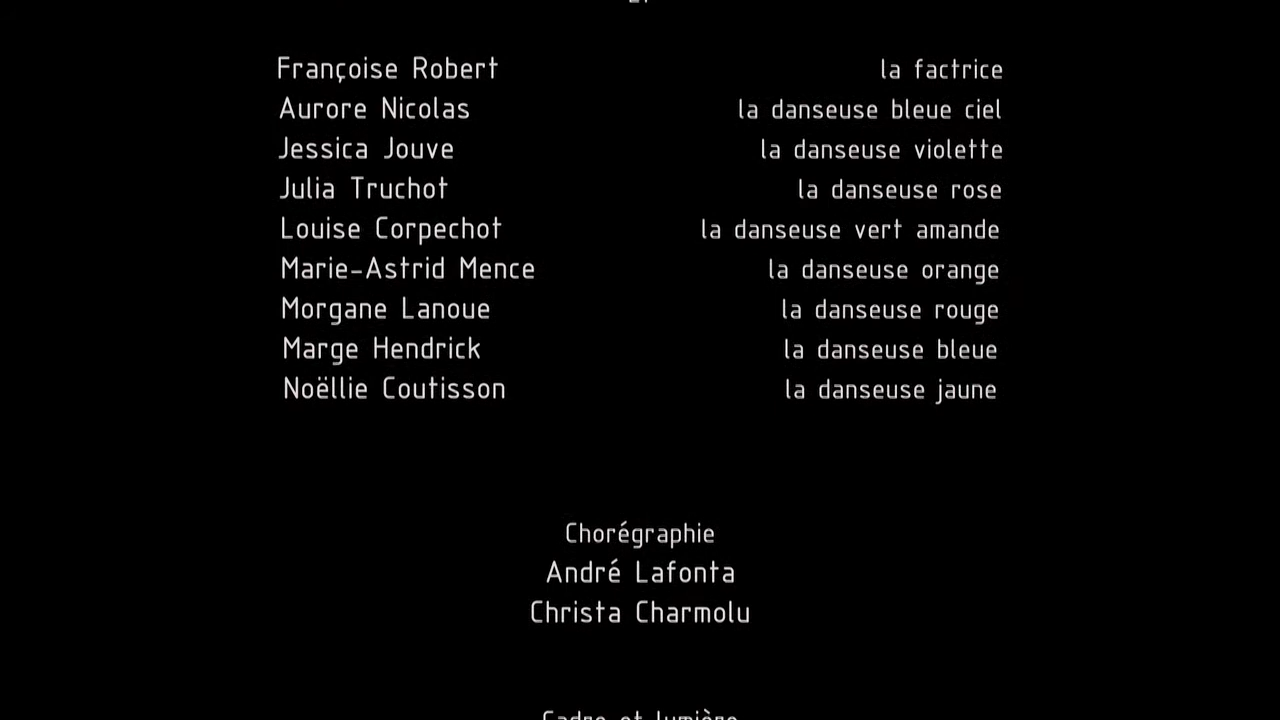 Françoise Robert la factrice
Aurore Nicolas la danseuse bleue ciel
Jessica Jouve la danseuse violette
Julia Truchot la danseuse rose
Louise Corpechot la danseuse vert amande
Marie-Astrid Mence la danseuse orange
Morgane Lanoue la danseuse rouge
Marge Hendrick la danseuse bleue
Noëllie Coutisson la danseuse jaune
Chorégraphie
André Lafonta
Christa Charmolu
Cadre et lumière